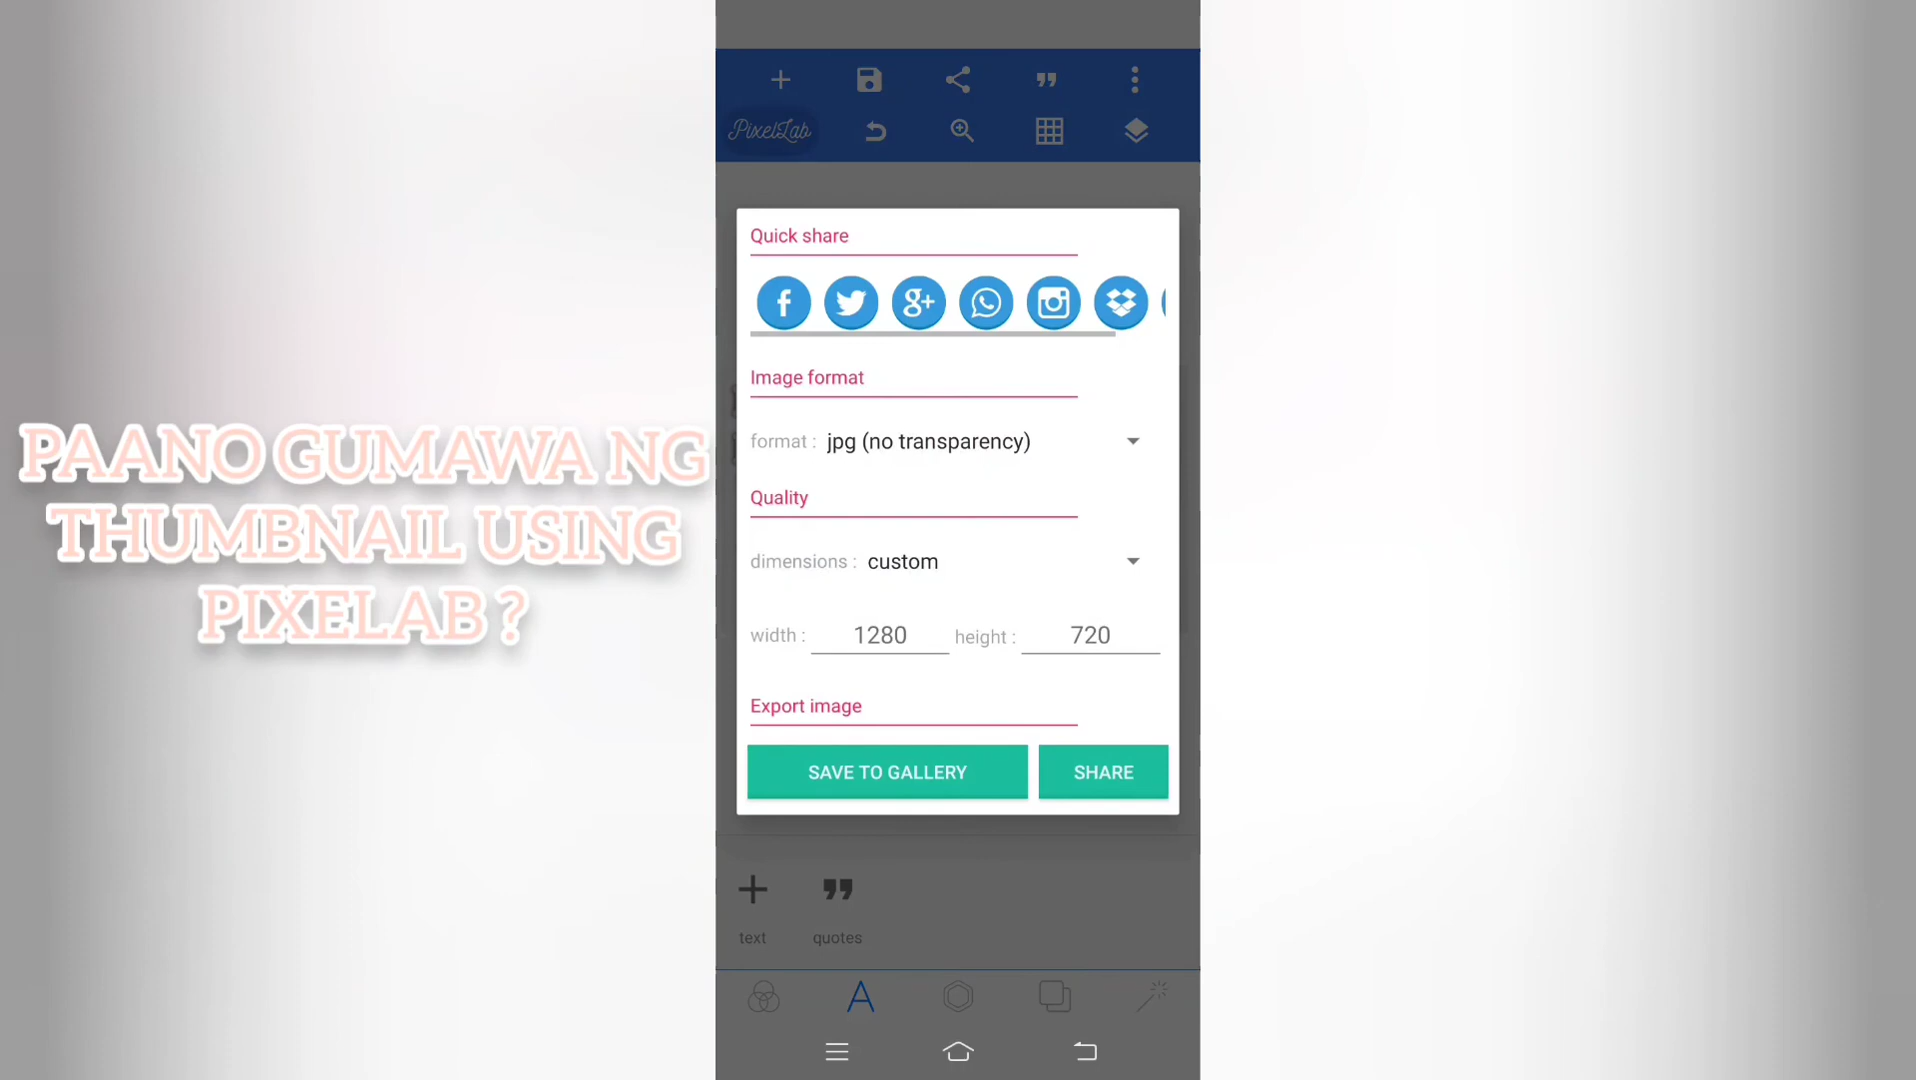 PixelLab
Quick share
Image format
format : jpg (no transparency)
Quality
dimensions : custom
width : 1280 height : 720
Export image
SAVE TO GALLERY SHARE
text quotes
PAANO GUMAWA NG
THUMBNAIL USING
PIXELAB ?